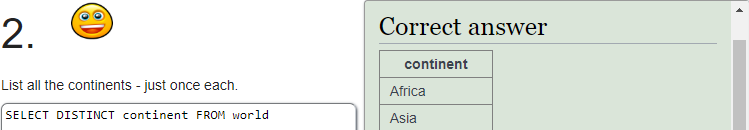 2.
List all the continents - just once each.
SELECT DISTINCT continent FROM world
Correct answer
continent
Africa
Asia